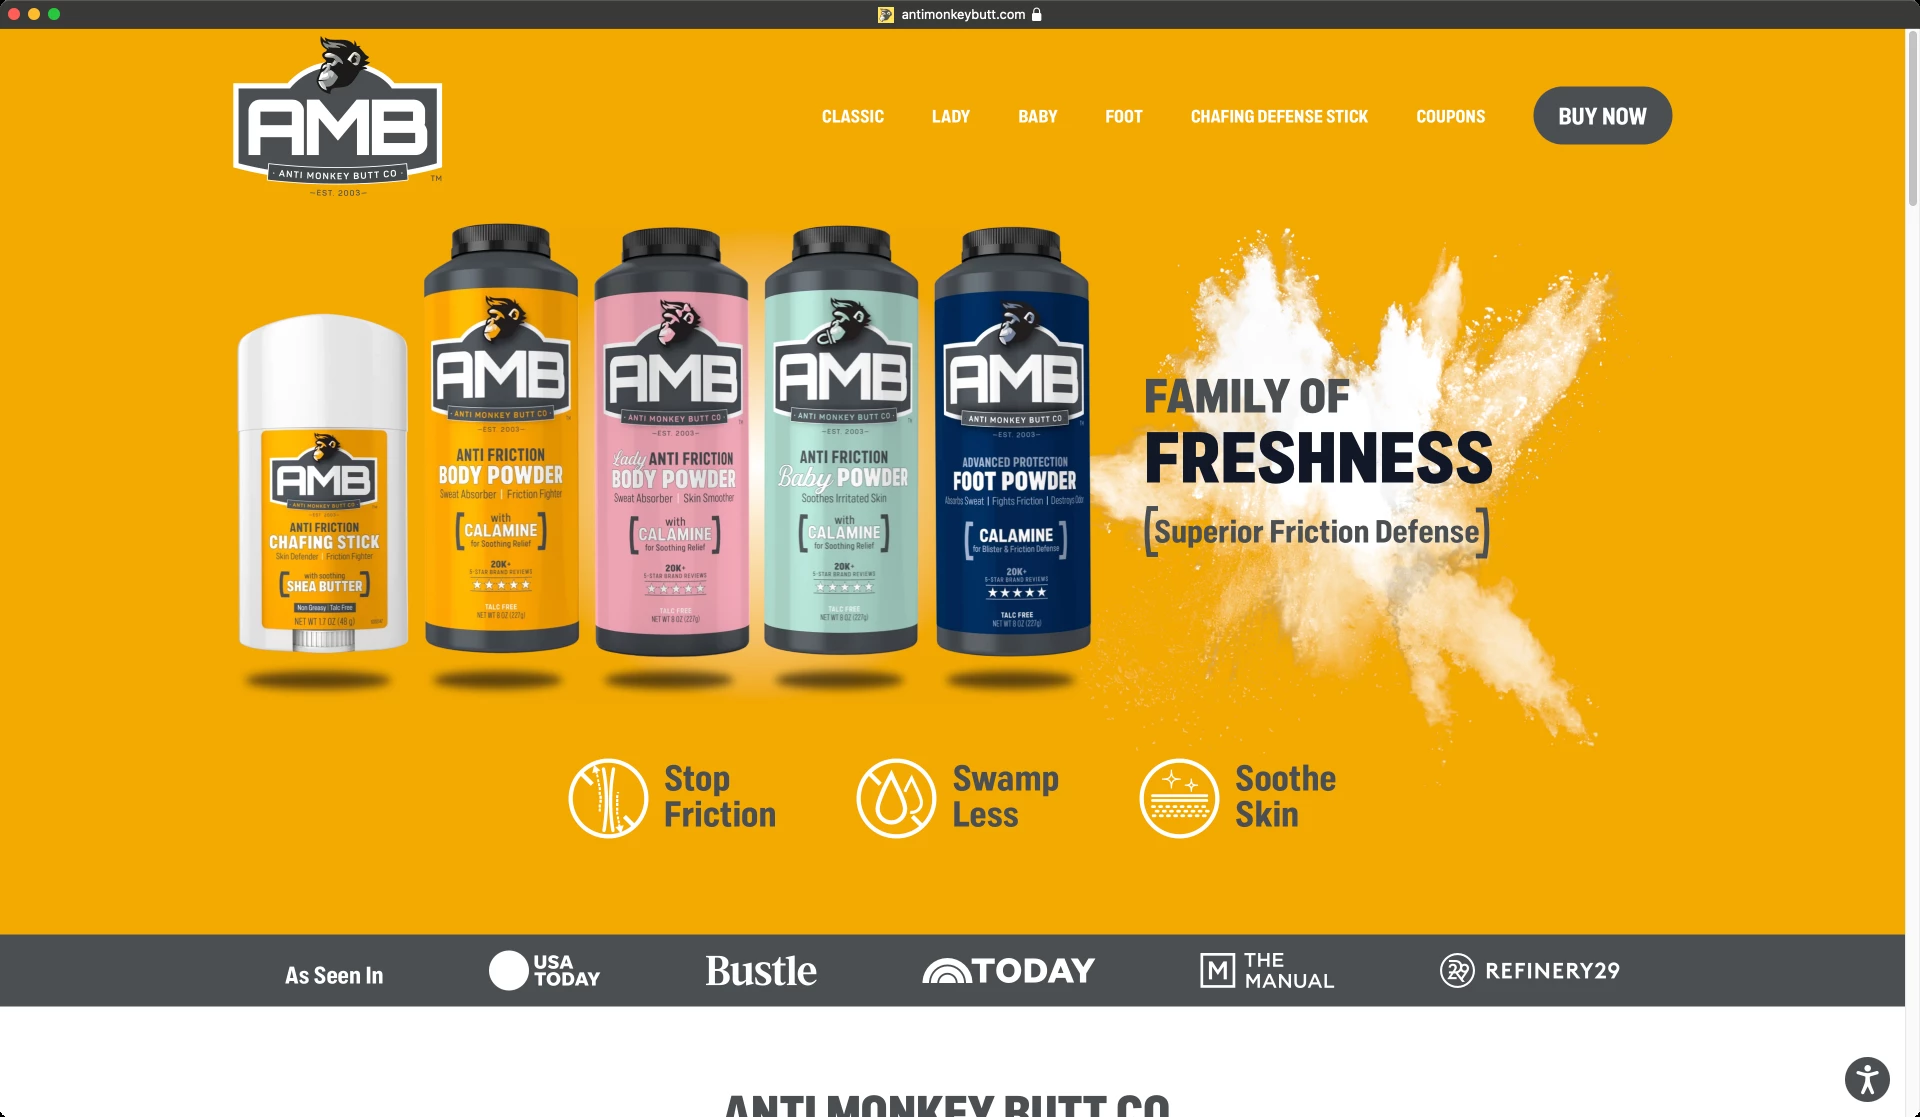 antimonkeybutt.com
AMB
· ANTI MONKEY BUTT CO ·
TM
—EST. 2003—
CLASSIC
LADY
BABY
FOOT
CHAFING DEFENSE STICK
COUPONS
BUY NOW
AMB
· ANTI MONKEY BUTT CO ·
ANTI FRICTION
CHAFING STICK
Skin Defender | Friction Fighter
with soothing
SHEA BUTTER
Non Greasy | Talc Free
NET WT 1.7 OZ (48 g)
AMB
· ANTI MONKEY BUTT CO ·
—EST. 2003—
ANTI FRICTION
BODY POWDER
Sweat Absorber | Friction Fighter
with
CALAMINE
for Soothing Relief
20K+
5-STAR BRAND REVIEWS
TALC FREE
NET WT 8 OZ (227g)
AMB
· ANTI MONKEY BUTT CO ·
—EST. 2003—
Lady ANTI FRICTION
BODY POWDER
Sweat Absorber | Skin Smoother
with
CALAMINE
for Soothing Relief
20K+
5-STAR BRAND REVIEWS
TALC FREE
NET WT 8 OZ (227g)
AMB
· ANTI MONKEY BUTT CO ·
—EST. 2003—
ANTI FRICTION
Baby POWDER
Soothes Irritated Skin
with
CALAMINE
for Soothing Relief
20K+
5-STAR BRAND REVIEWS
TALC FREE
NET WT 8 OZ (227g)
AMB
ANTI MONKEY BUTT CO
—EST. 2003—
ADVANCED PROTECTION
FOOT POWDER
Absorbs Sweat | Fights Friction | Destroys Odor
CALAMINE
for Blister & Friction Defense
20K+
5-STAR BRAND REVIEWS
TALC FREE
NET WT 8 OZ (227g)
FAMILY OF
FRESHNESS
[Superior Friction Defense]
Stop
Friction
Swamp
Less
Soothe
Skin
As Seen In
USA
TODAY
Bustle
TODAY
M
THE
MANUAL
29
REFINERY29
ANTI MONKEY BUTT CO